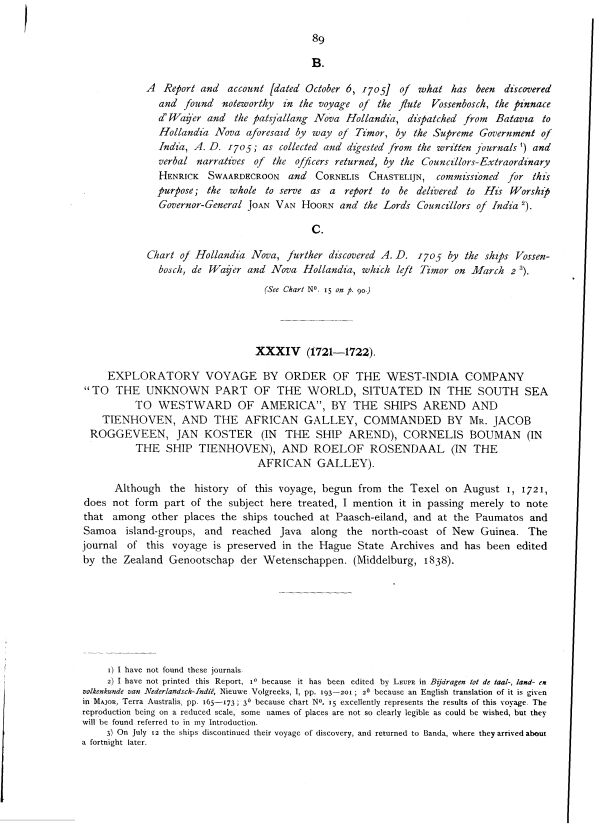 89
B.
A Report and account [dated October 6, 1705] of what has been discovered
and found noteworthy in the voyage of the flute Vossenbosch, the pinnace
d'Waijer and the patsjallang Nova Hollandia, dispatched from Batavia to
Hollandia Nova aforesaid by way of Timor, by the Supreme Government of
India, A. D. 1705; as collected and digested from the written journals ¹) and
verbal narratives of the officers returned, by the Councillors-Extraordinary
HENRICK SWAARDECROON and CORNELIS CHASTELIJN, commissioned for this
purpose; the whole to serve as a report to be delivered to His Worship
Governor-General JOAN VAN HOORN and the Lords Councillors of India ²).
C.
Chart of Hollandia Nova, further discovered A. D. 1705 by the ships Vossen-
bosch, de Waijer and Nova Hollandia, which left Timor on March 2 ³).
(See Chart Nº. 15 on p. 90.)
XXXIV (1721—1722).
EXPLORATORY VOYAGE BY ORDER OF THE WEST-INDIA COMPANY
"TO THE UNKNOWN PART OF THE WORLD, SITUATED IN THE SOUTH SEA
TO WESTWARD OF AMERICA", BY THE SHIPS AREND AND
TIENHOVEN, AND THE AFRICAN GALLEY, COMMANDED BY MR. JACOB
ROGGEVEEN, JAN KOSTER (IN THE SHIP AREND), CORNELIS BOUMAN (IN
THE SHIP TIENHOVEN), AND ROELOF ROSENDAAL (IN THE
AFRICAN GALLEY).
Although the history of this voyage, begun from the Texel on August 1, 1721,
does not form part of the subject here treated, I mention it in passing merely to note
that among other places the ships touched at Paasch-eiland, and at the Paumatos and
Samoa island-groups, and reached Java along the north-coast of New Guinea. The
journal of this voyage is preserved in the Hague State Archives and has been edited
by the Zealand Genootschap der Wetenschappen. (Middelburg, 1838).
1) I have not found these journals.
2) I have not printed this Report, 1º because it has been edited by LEUPE in Bijdragen tot de taal-, land- en
volkenkunde van Nederlandsch-Indië, Nieuwe Volgreeks, I, pp. 193—201; 2º because an English translation of it is given
in MAJOR, Terra Australis, pp. 165—173; 3º because chart Nº. 15 excellently represents the results of this voyage. The
reproduction being on a reduced scale, some names of places are not so clearly legible as could be wished, but they
will be found referred to in my Introduction.
3) On July 12 the ships discontinued their voyage of discovery, and returned to Banda, where they arrived about
a fortnight later.